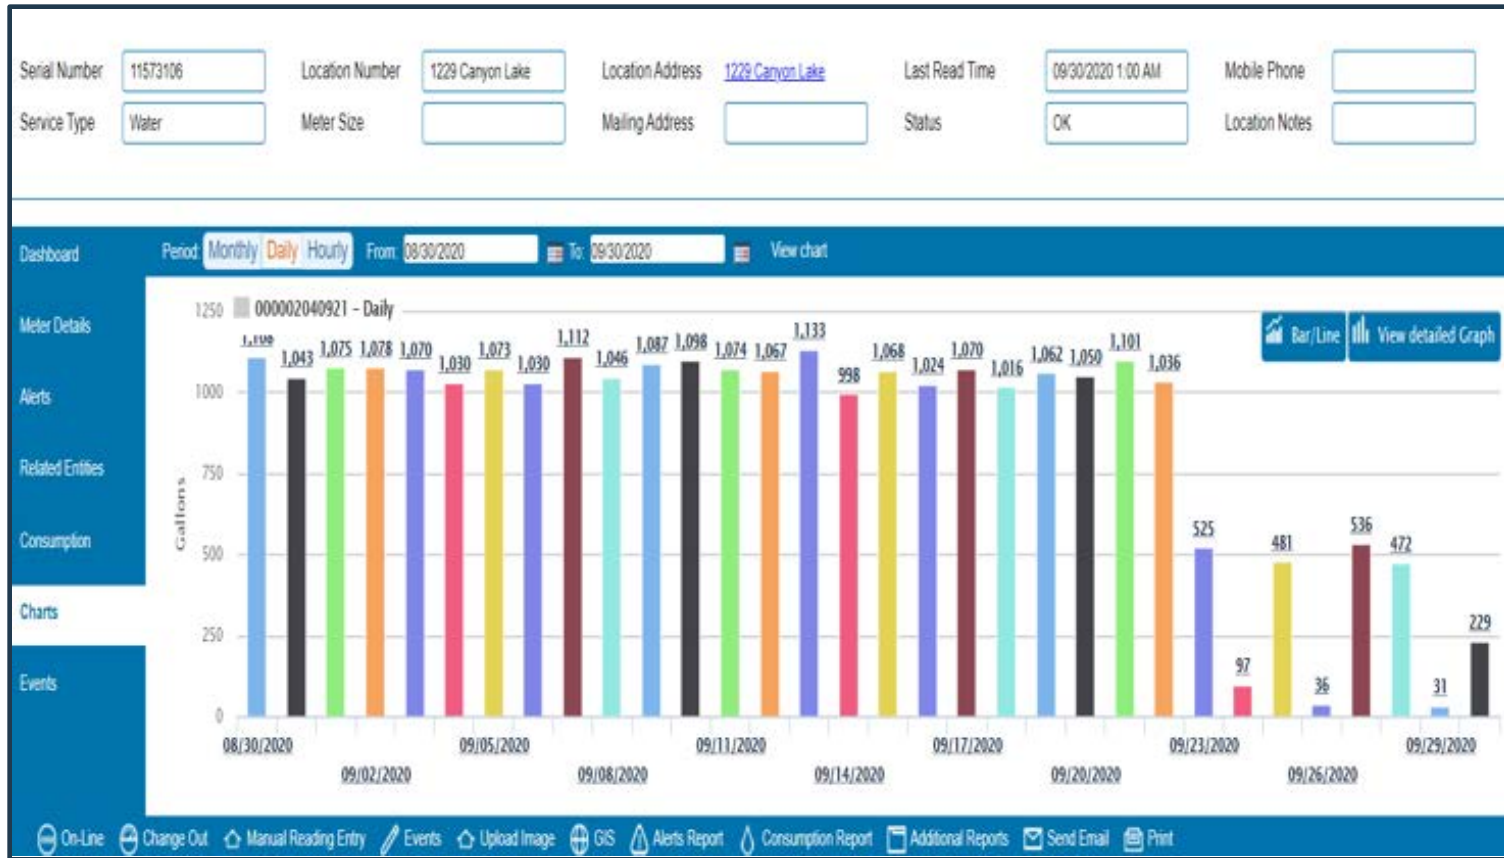 Serial Number 11573106 Location Number 1229 Canyon Lake Location Address 1229 Canyon Lake Last Read Time 09/30/2020 1:00 AM Mobile Phone
Service Type Water Meter Size Mailing Address Status OK Location Notes
Dashboard
Period: Monthly Daily Hourly From: 08/30/2020 To: 09/30/2020 View chart
Meter Details
Alerts
Related Entities
Consumption
Charts
Events
000002040921 - Daily
Bar/Line View detailed Graph
Gallons
1250
1000
750
500
250
0
1,043 1,075 1,078 1,070 1,030 1,073 1,030 1,112 1,046 1,087 1,098 1,074 1,067 1,133 998 1,068 1,024 1,070 1,016 1,062 1,050 1,101 1,036 525 97 481 36 536 472 31 229
08/30/2020 09/05/2020 09/11/2020 09/17/2020 09/23/2020 09/29/2020
09/02/2020 09/08/2020 09/14/2020 09/20/2020 09/26/2020
On-Line Change Out Manual Reading Entry Events Upload Image GIS Alerts Report Consumption Report Additional Reports Send Email Print